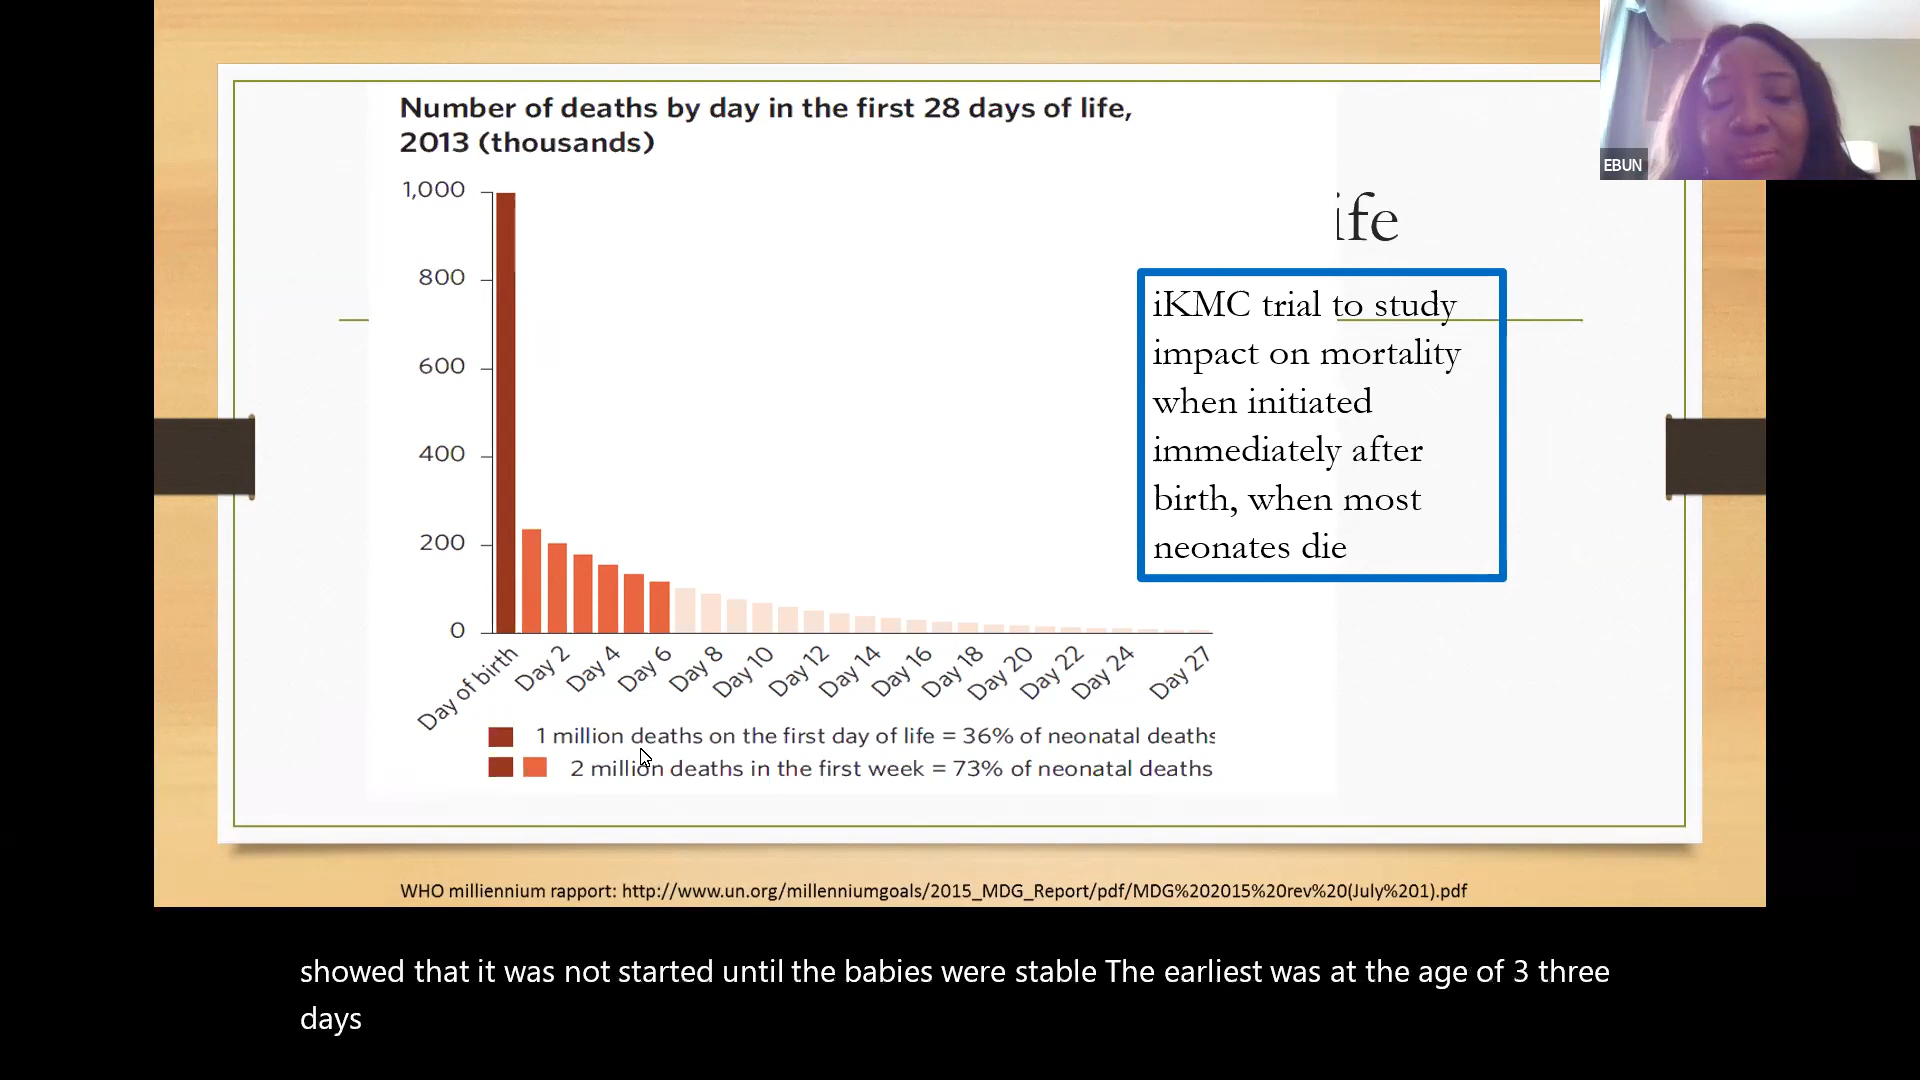 Number of deaths by day in the first 28 days of life,
2013 (thousands)
EBUN
ife
1,000
800
600
400
200
0
iKMC trial to study
impact on mortality
when initiated
immediately after
birth, when most
neonates die
Day of birth
Day 2
Day 4
Day 6
Day 8
Day 10
Day 12
Day 14
Day 16
Day 18
Day 20
Day 22
Day 24
Day 27
1 million deaths on the first day of life = 36% of neonatal deaths
2 million deaths in the first week = 73% of neonatal deaths
WHO milliennium rapport: http://www.un.org/millenniumgoals/2015_MDG_Report/pdf/MDG%202015%20rev%20(July%201).pdf
showed that it was not started until the babies were stable The earliest was at the age of 3 three
days